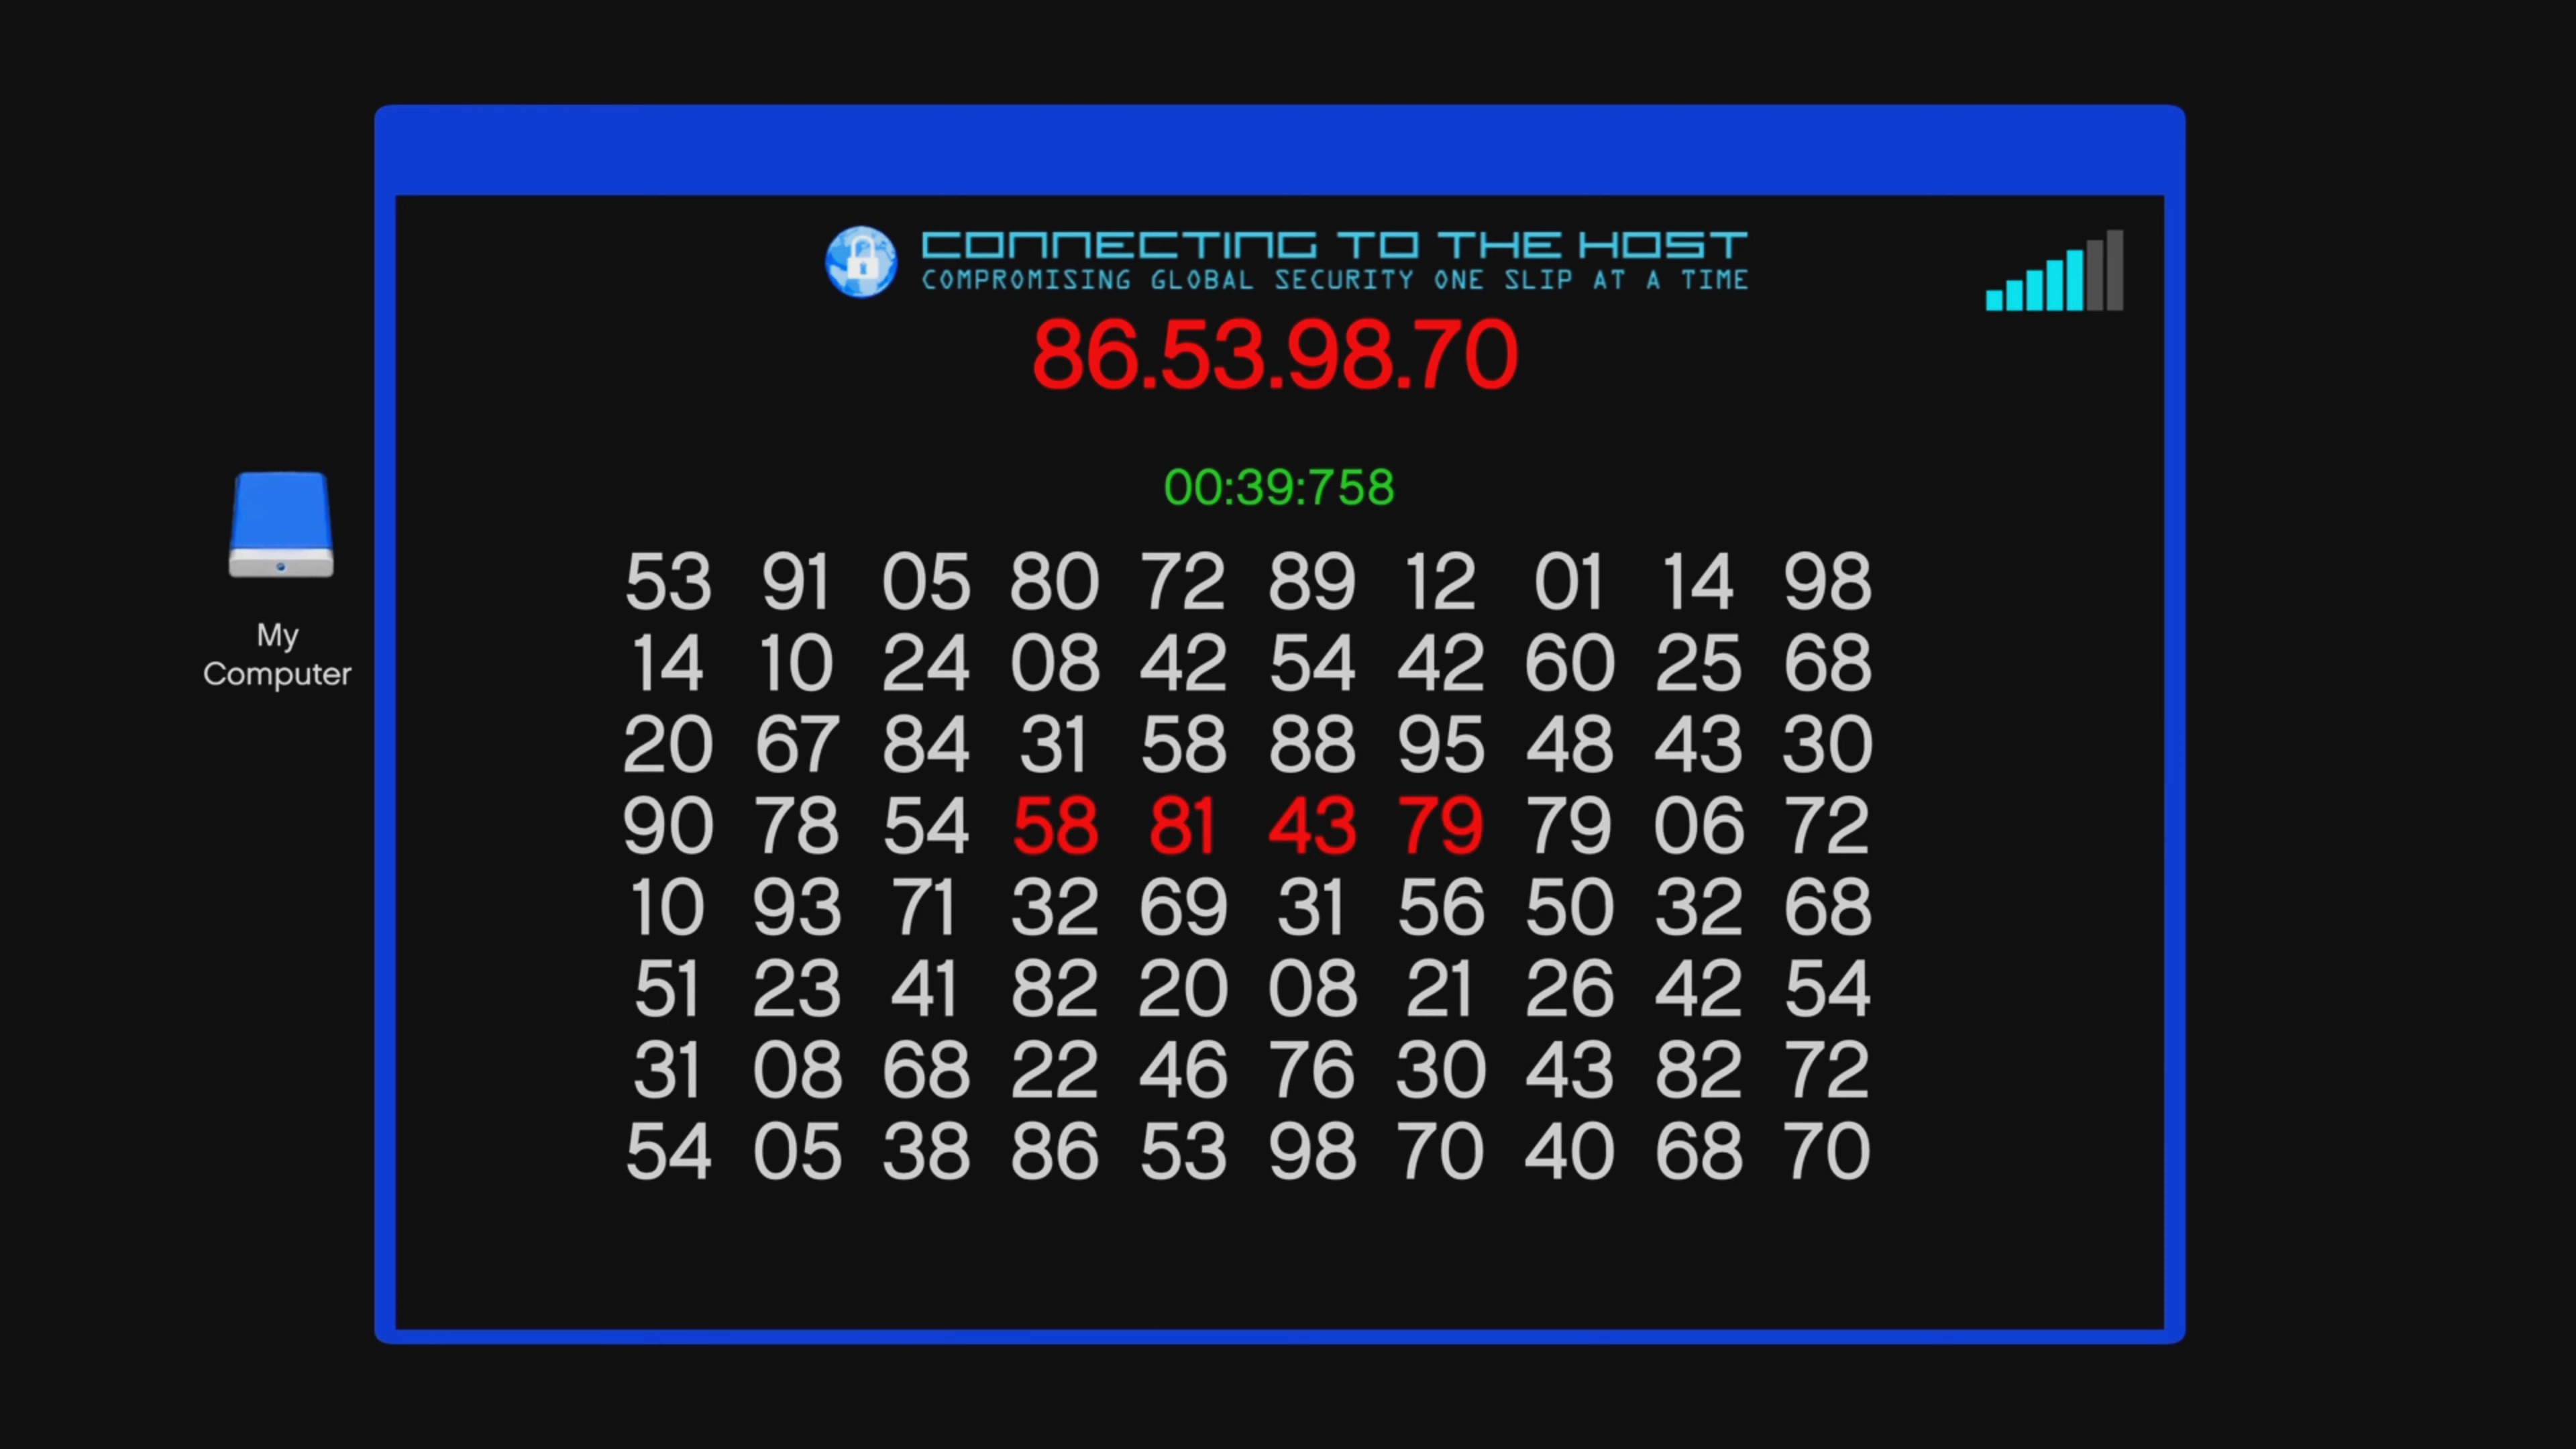 CONNECTING TO THE HOST
COMPROMISING GLOBAL SECURITY ONE SLIP AT A TIME
86.53.98.70
00:39:758
My
Computer
53 91 05 80 72 89 12 01 14 98
14 10 24 08 42 54 42 60 25 68
20 67 84 31 58 88 95 48 43 30
90 78 54 58 81 43 79 79 06 72
10 93 71 32 69 31 56 50 32 68
51 23 41 82 20 08 21 26 42 54
31 08 68 22 46 76 30 43 82 72
54 05 38 86 53 98 70 40 68 70